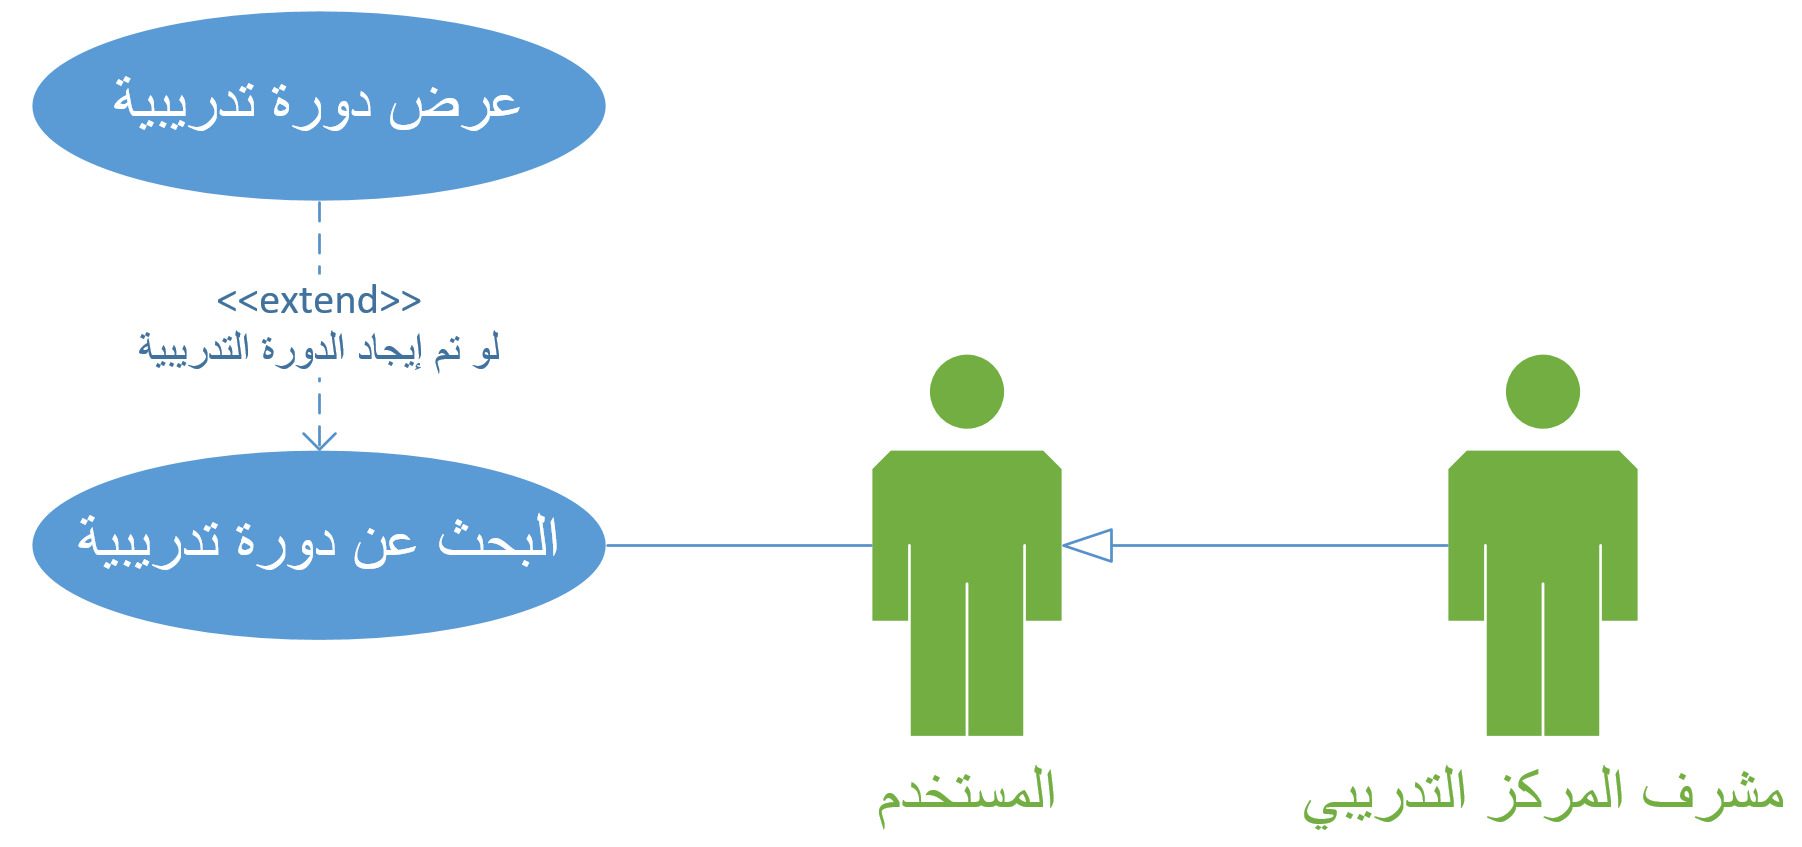 عرض دورة تدريبية
<<extend>>
لو تم إيجاد الدورة التدريبية
البحث عن دورة تدريبية
المستخدم
مشرف المركز التدريبي